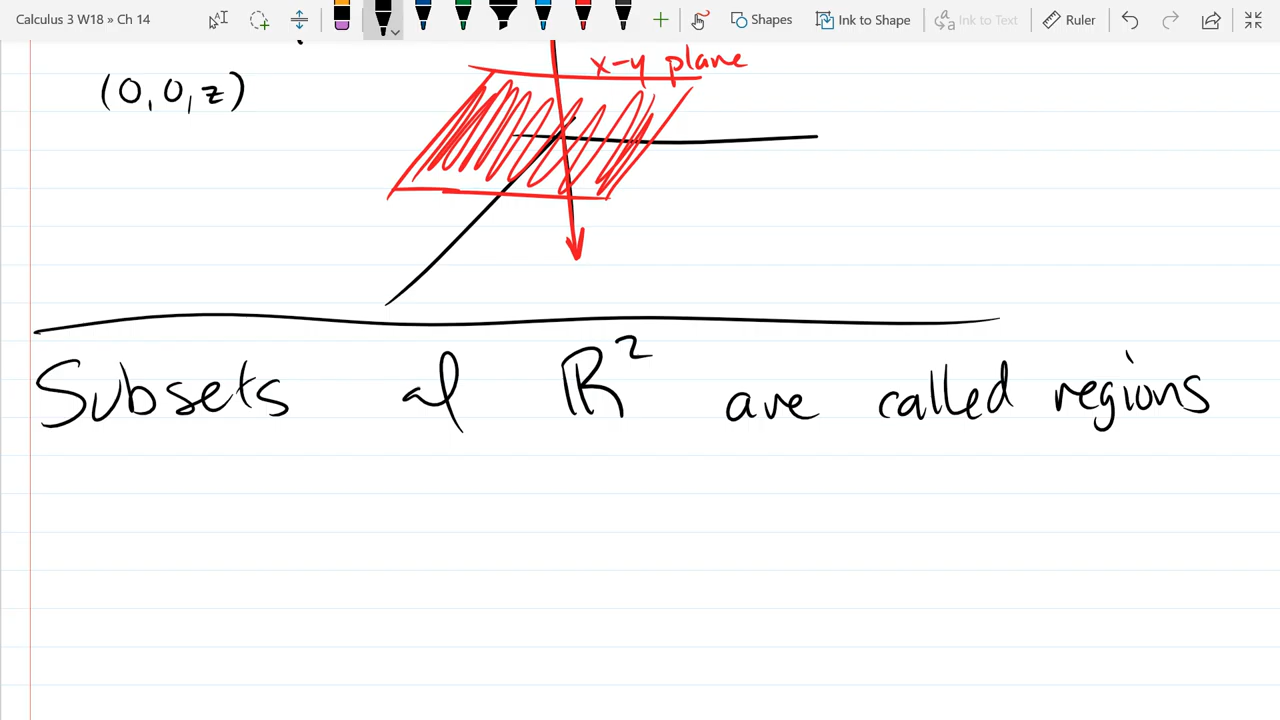 Calculus 3 W18 » Ch 14
Shapes
Ink to Shape
Ink to Text
Ruler
x-y plane
(0, 0, z)
Subsets of ℝ² are called regions